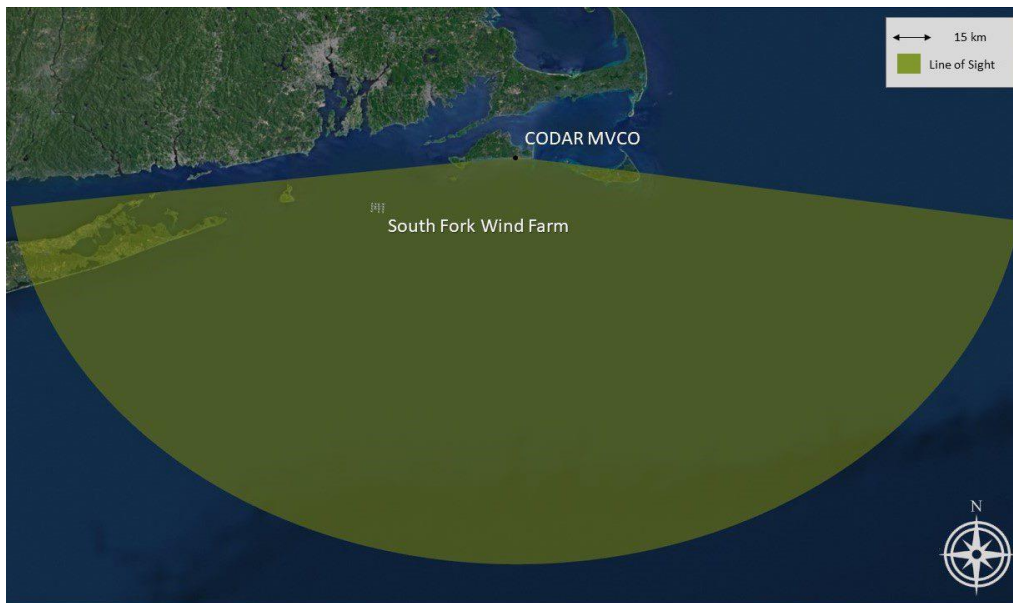 15 km
Line of Sight
CODAR MVCO
South Fork Wind Farm
N